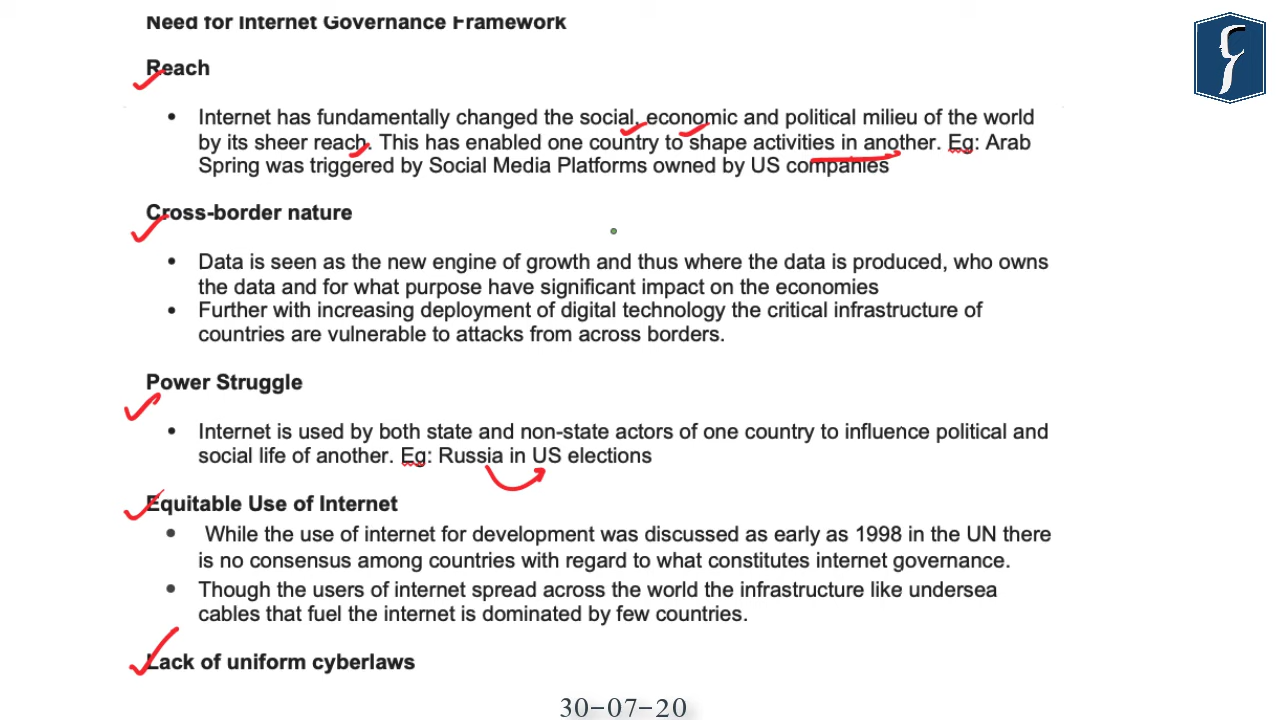 Need for Internet Governance Framework
Reach
• Internet has fundamentally changed the social, economic and political milieu of the world
by its sheer reach. This has enabled one country to shape activities in another. Eg: Arab
Spring was triggered by Social Media Platforms owned by US companies
Cross-border nature
• Data is seen as the new engine of growth and thus where the data is produced, who owns
the data and for what purpose have significant impact on the economies
• Further with increasing deployment of digital technology the critical infrastructure of
countries are vulnerable to attacks from across borders.
Power Struggle
• Internet is used by both state and non-state actors of one country to influence political and
social life of another. Eg: Russia in US elections
Equitable Use of Internet
• While the use of internet for development was discussed as early as 1998 in the UN there
is no consensus among countries with regard to what constitutes internet governance.
• Though the users of internet spread across the world the infrastructure like undersea
cables that fuel the internet is dominated by few countries.
Lack of uniform cyberlaws
30-07-20